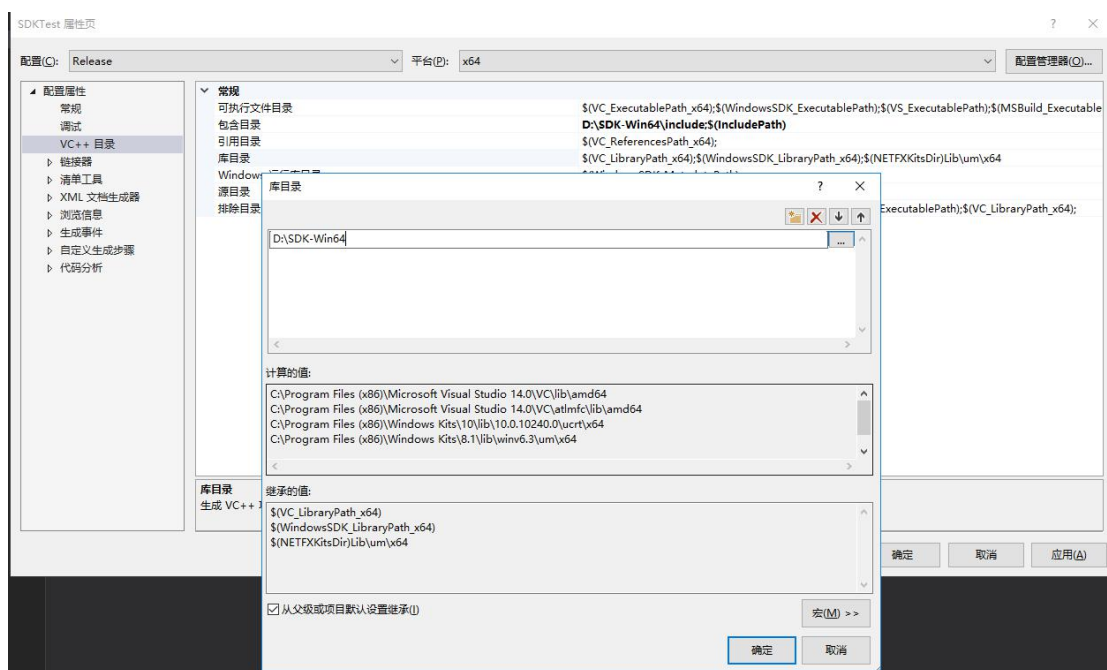 SDKTest 属性页
? ×
配置(C): Release 平台(P): x64 配置管理器(O)...
配置属性
常规
调试
VC++ 目录
链接器
清单工具
XML 文档生成器
浏览信息
生成事件
自定义生成步骤
代码分析
常规
可执行文件目录 $(VC_ExecutablePath_x64);$(WindowsSDK_ExecutablePath);$(VS_ExecutablePath);$(MSBuild_Executable
包含目录 D:\SDK-Win64\include;$(IncludePath)
引用目录 $(VC_ReferencesPath_x64);
库目录 $(VC_LibraryPath_x64);$(WindowsSDK_LibraryPath_x64);$(NETFXKitsDir)Lib\um\x64
Windows
源目录
排除目录 ExecutablePath);$(VC_LibraryPath_x64);
库目录 ? ×
D:\SDK-Win64 ...
计算的值:
C:\Program Files (x86)\Microsoft Visual Studio 14.0\VC\lib\amd64
C:\Program Files (x86)\Microsoft Visual Studio 14.0\VC\atlmfc\lib\amd64
C:\Program Files (x86)\Windows Kits\10\lib\10.0.10240.0\ucrt\x64
C:\Program Files (x86)\Windows Kits\8.1\lib\winv6.3\um\x64
继承的值:
$(VC_LibraryPath_x64)
$(WindowsSDK_LibraryPath_x64)
$(NETFXKitsDir)Lib\um\x64
从父级或项目默认设置继承(I)
宏(M) >>
确定 取消
库目录
生成 VC++
确定 取消 应用(A)